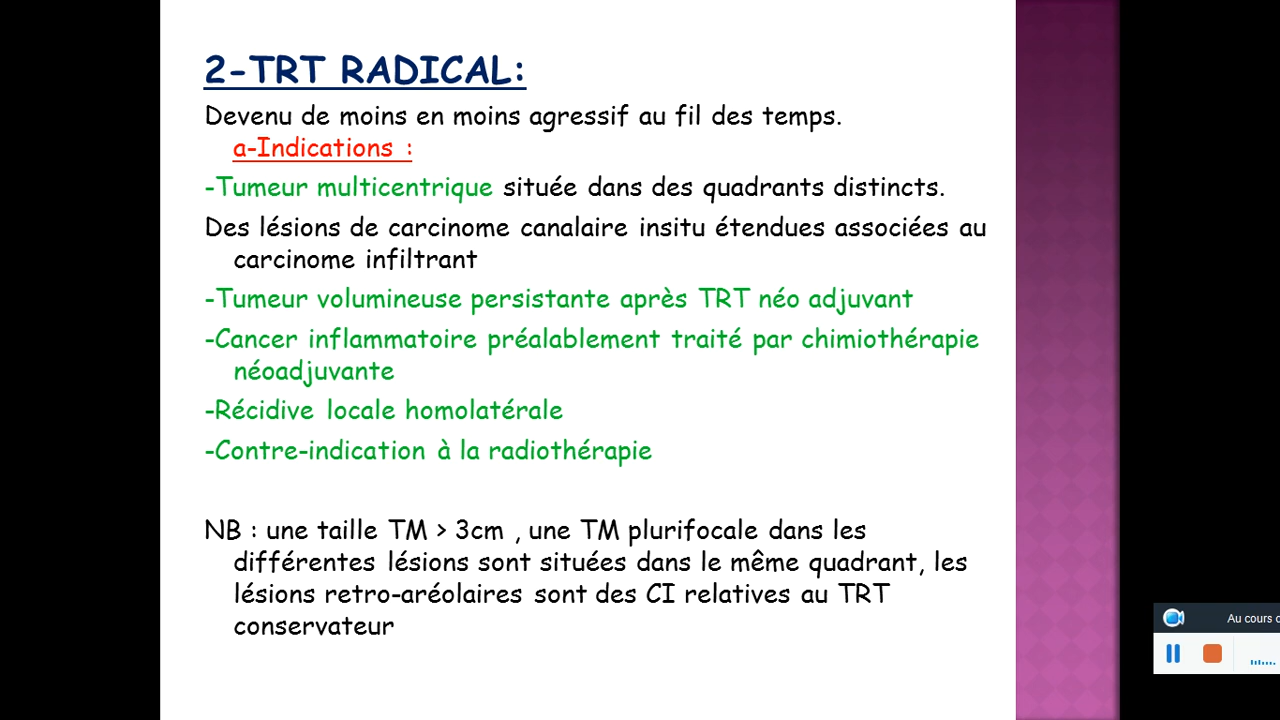 2-TRT RADICAL:
Devenu de moins en moins agressif au fil des temps.
a-Indications :
-Tumeur multicentrique située dans des quadrants distincts.
Des lésions de carcinome canalaire insitu étendues associées au
carcinome infiltrant
-Tumeur volumineuse persistante après TRT néo adjuvant
-Cancer inflammatoire préalablement traité par chimiothérapie
néoadjuvante
-Récidive locale homolatérale
-Contre-indication à la radiothérapie
NB : une taille TM > 3cm , une TM plurifocale dans les
différentes lésions sont situées dans le même quadrant, les
lésions retro-aréolaires sont des CI relatives au TRT
conservateur
Au cours